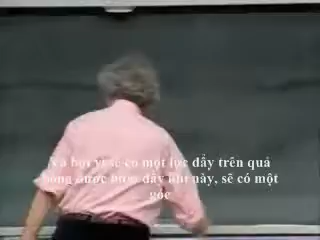 Và bởi vì sẽ có một lực đẩy trên quả
bóng được bơm đầy khí này, sẽ có một
góc